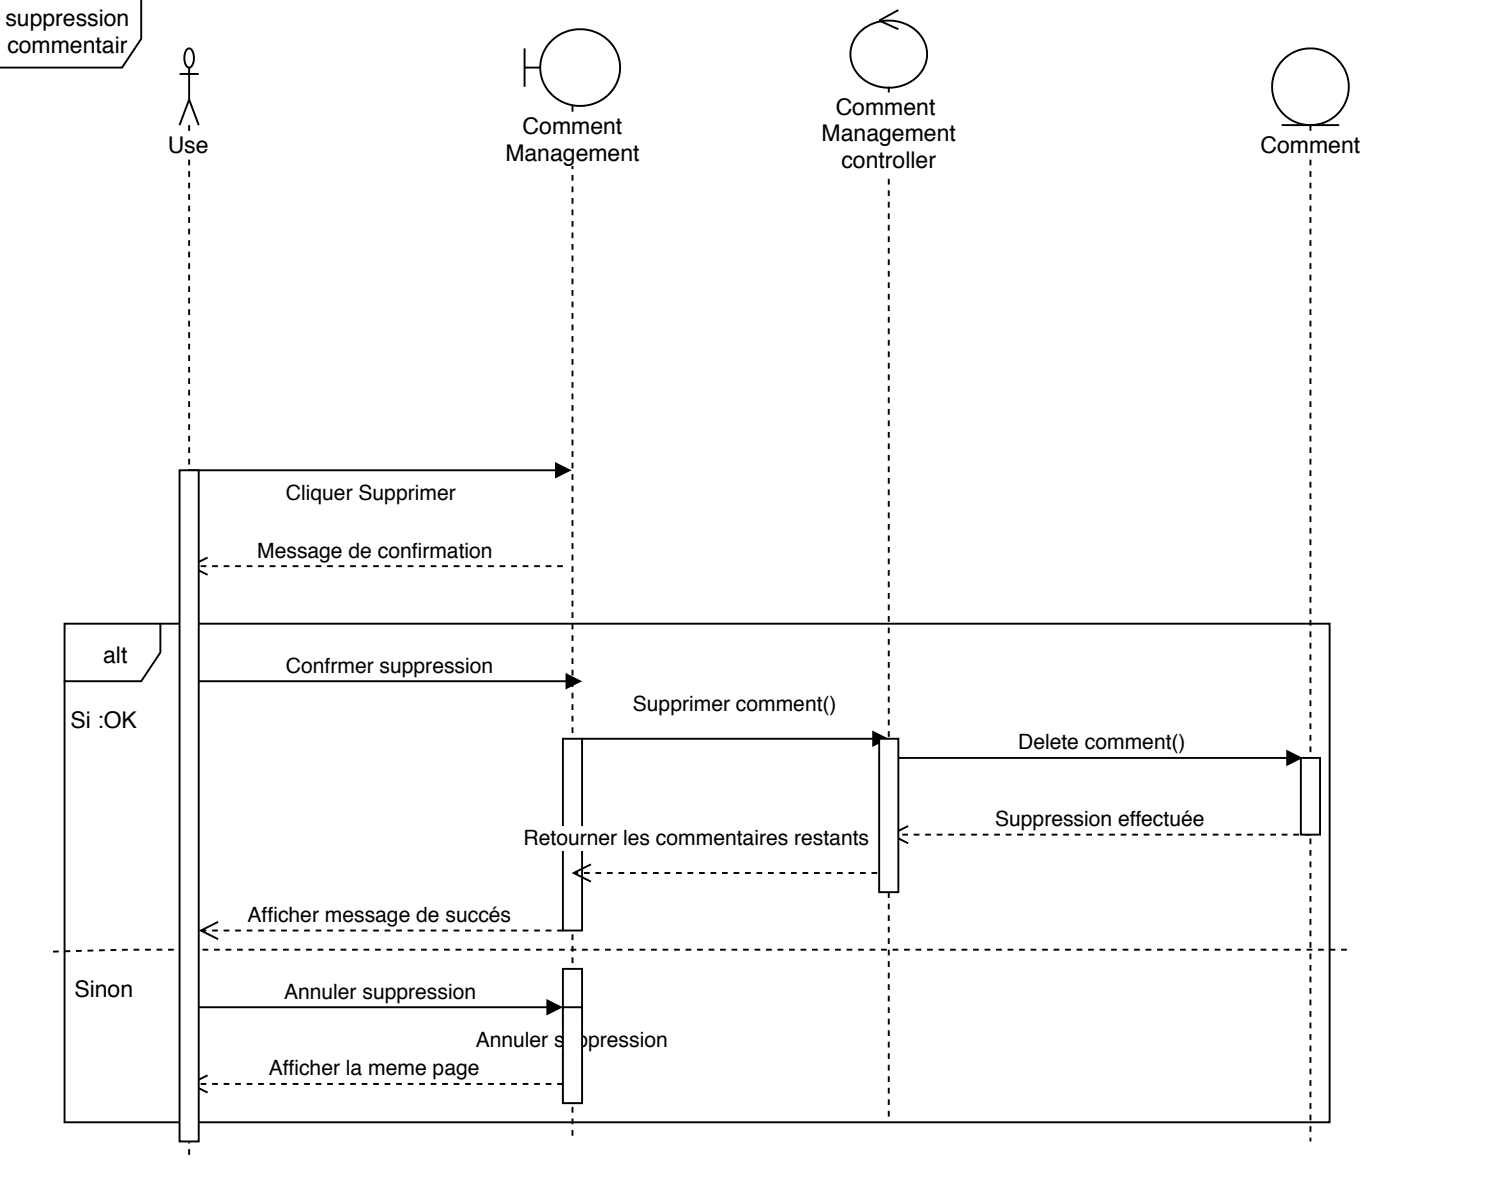 suppression
commentair
Use
Comment
Management
Comment
Management
controller
Comment
Cliquer Supprimer
Message de confirmation
alt
Confrmer suppression
Si :OK
Supprimer comment()
Delete comment()
Suppression effectuée
Retourner les commentaires restants
Afficher message de succés
Sinon
Annuler suppression
Annuler suppression
Afficher la meme page